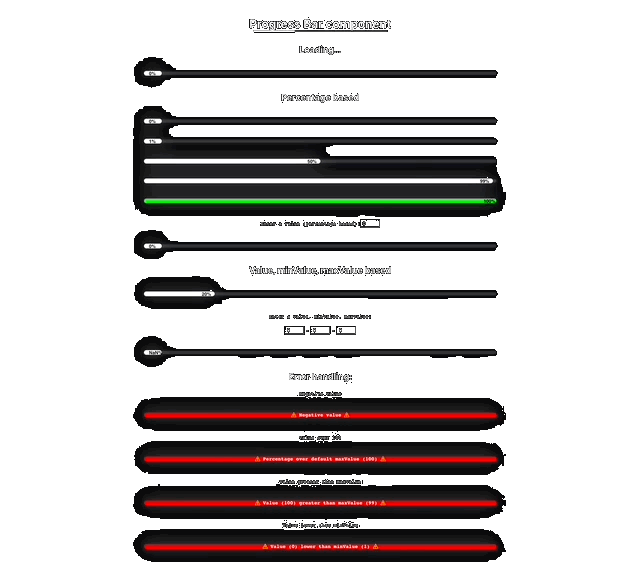 Progress Bar component
Loading...
0%
Percentage based
0%
1%
50%
99%
100%
Enter a value (percentage based): 0
0%
Value, minValue, maxValue based
20%
Enter a value, minValue, maxValue:
0 - 0 - 0
NaN%
Error handling:
Negative value
⚠ Negative value ⚠
⚠ Percentage over default maxValue (100) ⚠
Value greater than maxValue
⚠ Value (100) greater than maxValue (99) ⚠
Value lower than minValue
⚠ Value (0) lower than minValue (1) ⚠